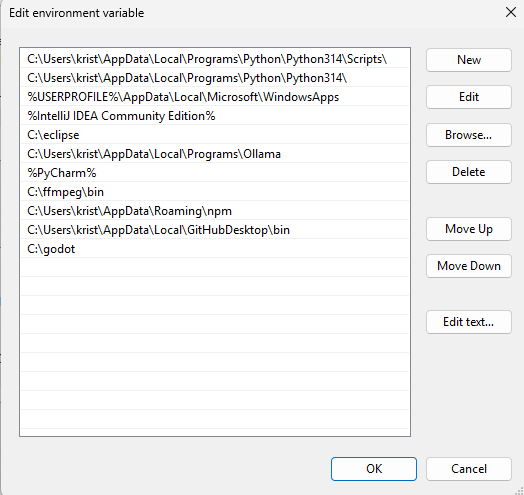 Edit environment variable
C:\Users\krist\AppData\Local\Programs\Python\Python314\Scripts\
C:\Users\krist\AppData\Local\Programs\Python\Python314\
%USERPROFILE%\AppData\Local\Microsoft\WindowsApps
%IntelliJ IDEA Community Edition%
C:\eclipse
C:\Users\krist\AppData\Local\Programs\Ollama
%PyCharm%
C:\ffmpeg\bin
C:\Users\krist\AppData\Roaming\npm
C:\Users\krist\AppData\Local\GitHubDesktop\bin
C:\godot
New
Edit
Browse...
Delete
Move Up
Move Down
Edit text...
OK
Cancel